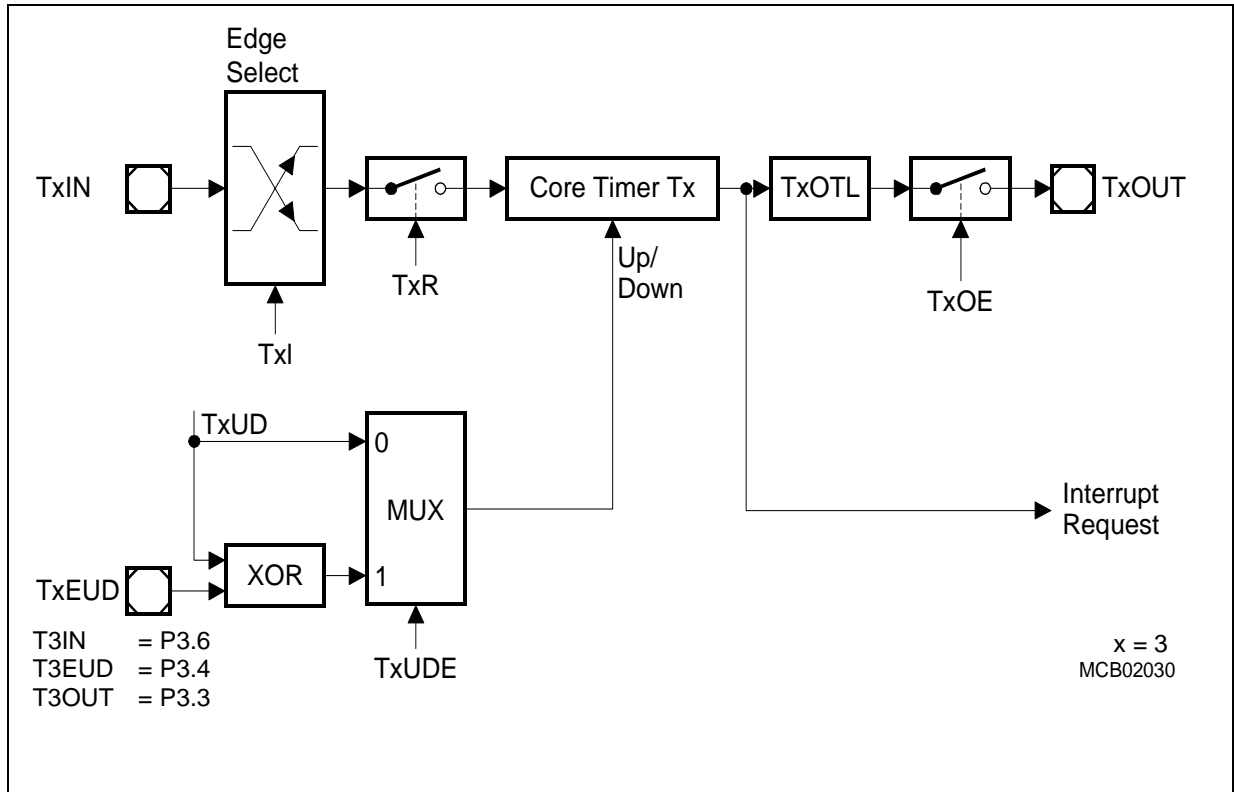 Edge
Select
TxIN
Core Timer Tx
TxOTL
TxOUT
TxR
Up/
Down
TxOE
TxI
TxUD
0
MUX
Interrupt
Request
XOR
1
TxEUD
T3IN = P3.6
T3EUD = P3.4
T3OUT = P3.3
TxUDE
x = 3
MCB02030